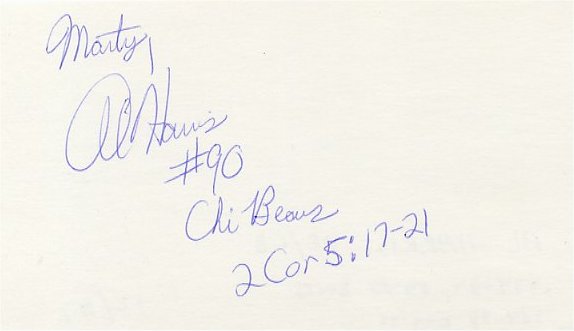 Marty,
Al Harris
#90
Chi Bears
2 Cor 5:17-21